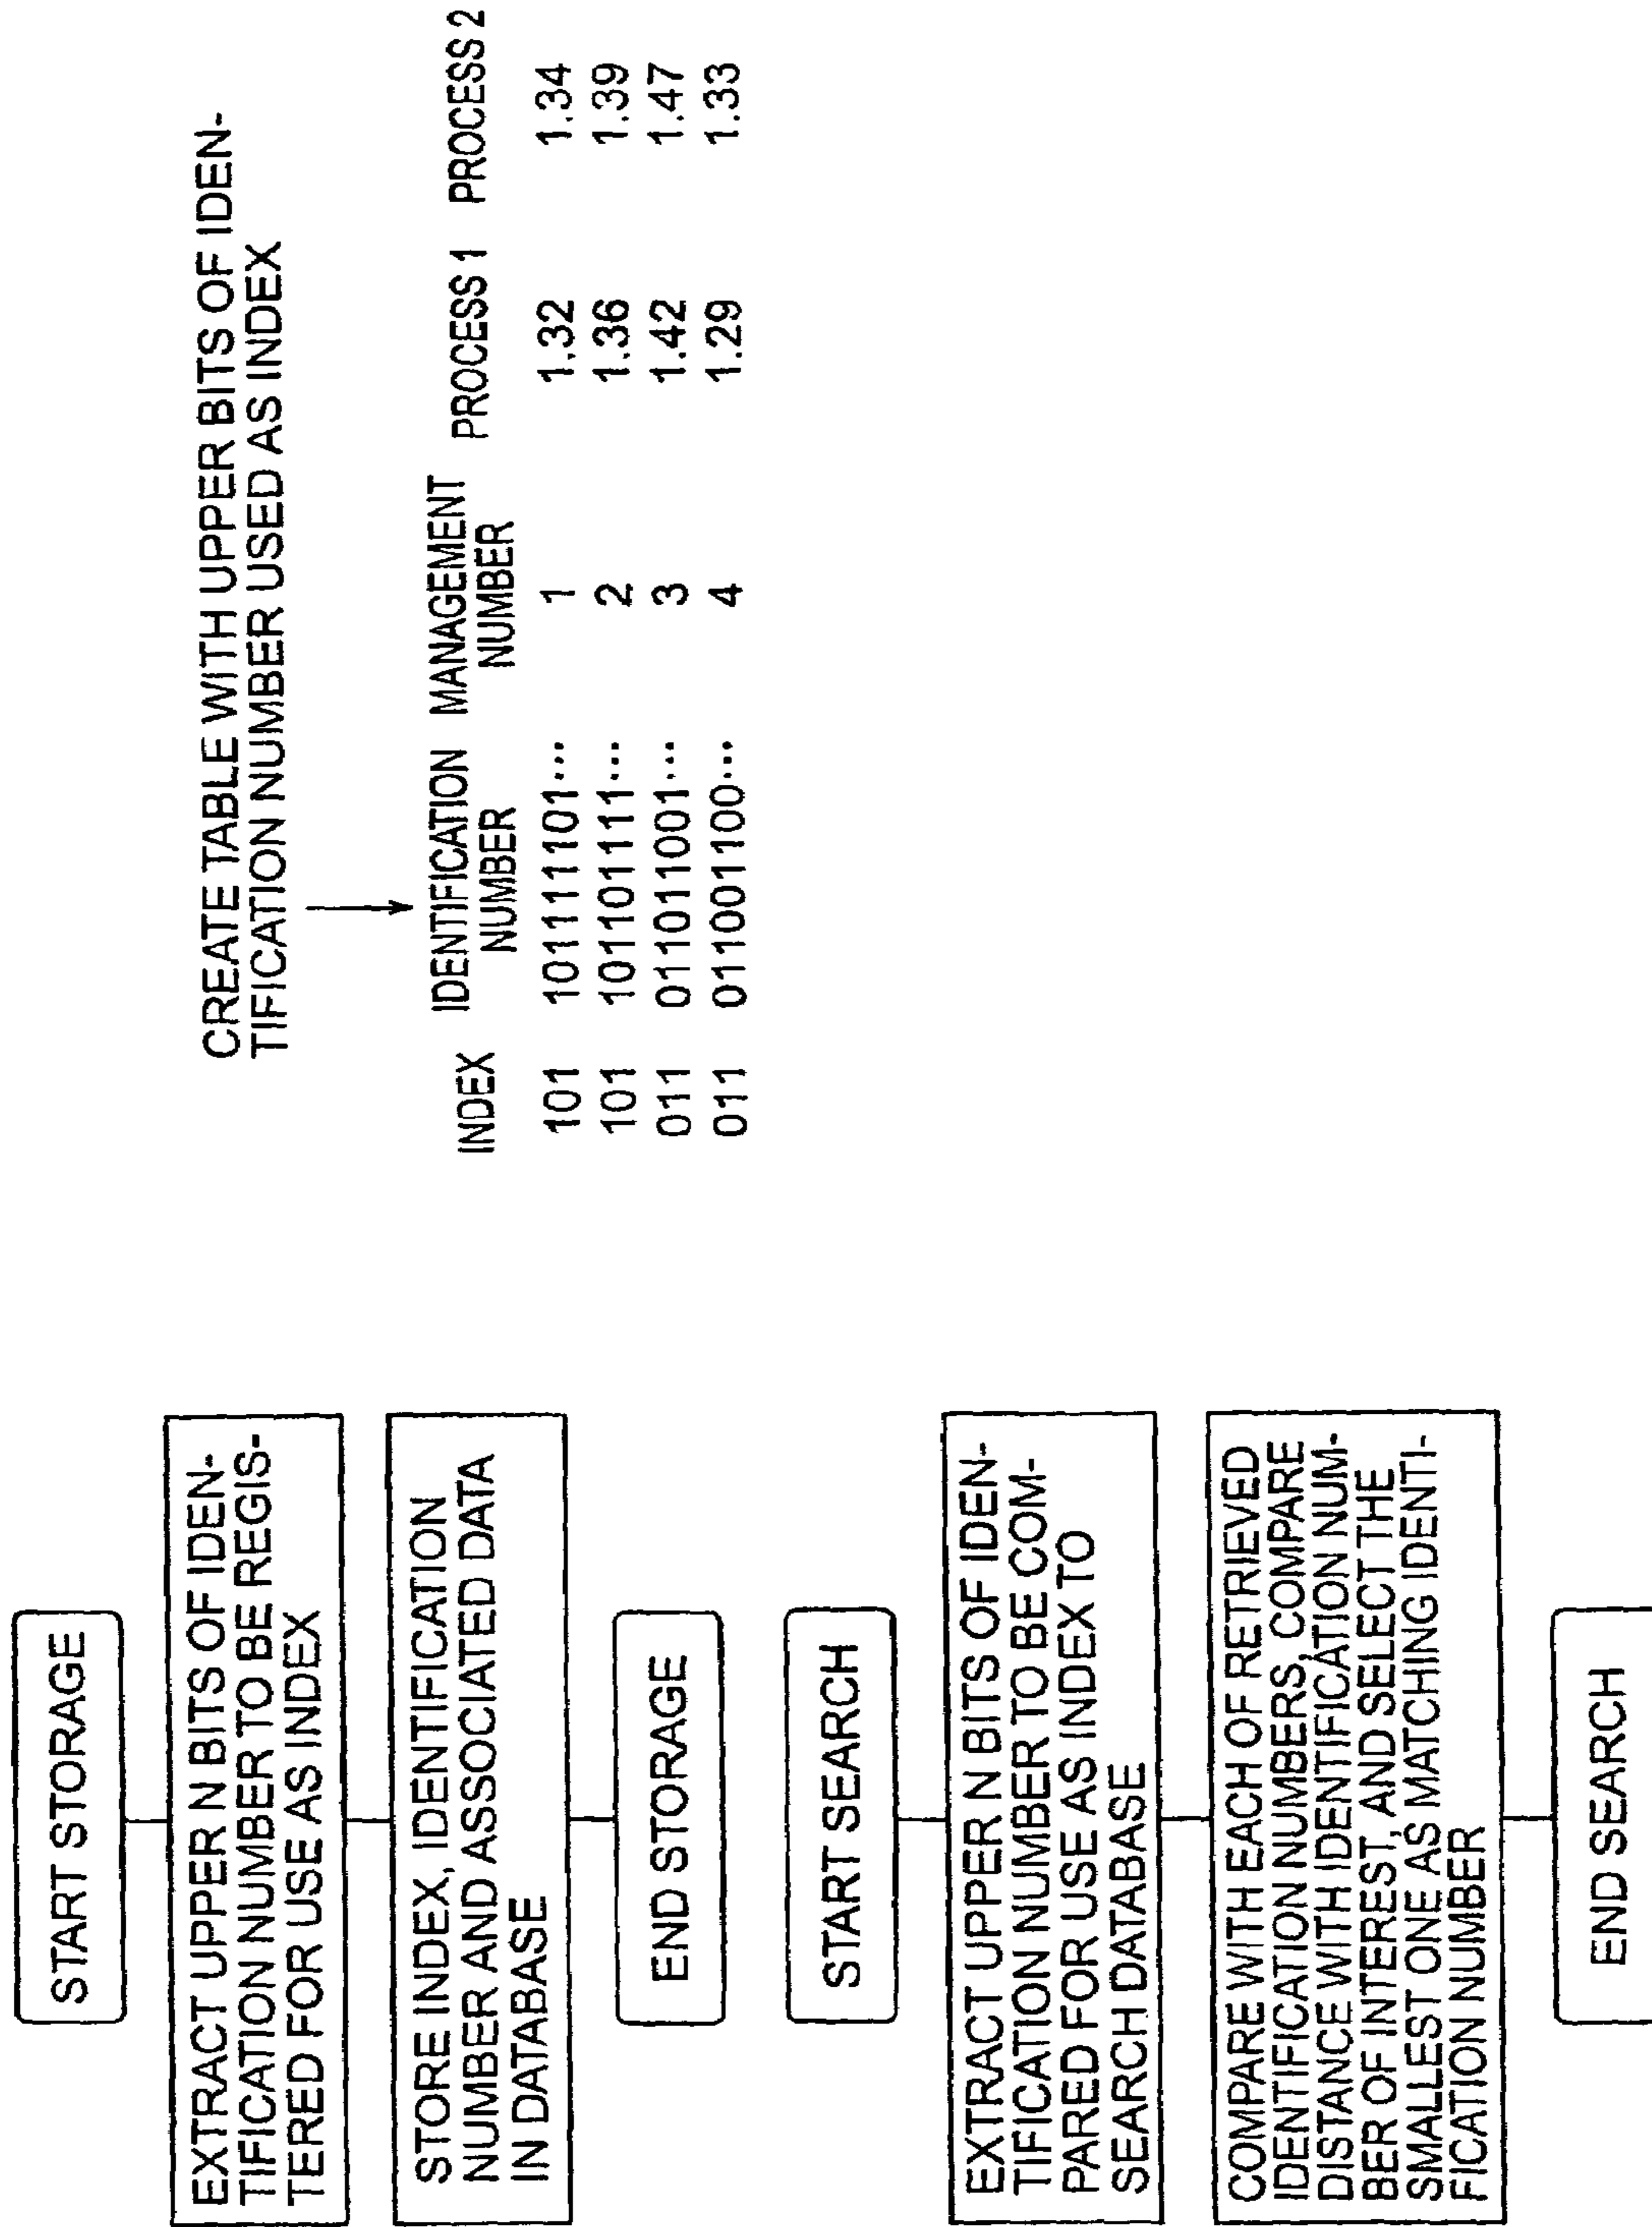 START STORAGE
EXTRACT UPPER N BITS OF IDEN-
TIFICATION NUMBER TO BE REGIS-
TERED FOR USE AS INDEX
STORE INDEX, IDENTIFICATION
NUMBER AND ASSOCIATED DATA
IN DATABASE
END STORAGE
START SEARCH
EXTRACT UPPER N BITS OF IDEN-
TIFICATION NUMBER TO BE COM-
PARED FOR USE AS INDEX TO
SEARCH DATABASE
COMPARE WITH EACH OF RETRIEVED
IDENTIFICATION NUMBERS, COMPARE
DISTANCE WITH IDENTIFICATION NUM-
BER OF INTEREST, AND SELECT THE
SMALLEST ONE AS MATCHING IDENTI-
FICATION NUMBER
END SEARCH
CREATE TABLE WITH UPPER BITS OF IDEN-
TIFICATION NUMBER USED AS INDEX
INDEX IDENTIFICATION NUMBER MANAGEMENT NUMBER PROCESS 1 PROCESS 2
101 1011111101... 1 1.32 1.34
101 1011101111... 2 1.36 1.39
011 0110111001... 3 1.42 1.47
011 0110001100... 4 1.29 1.33